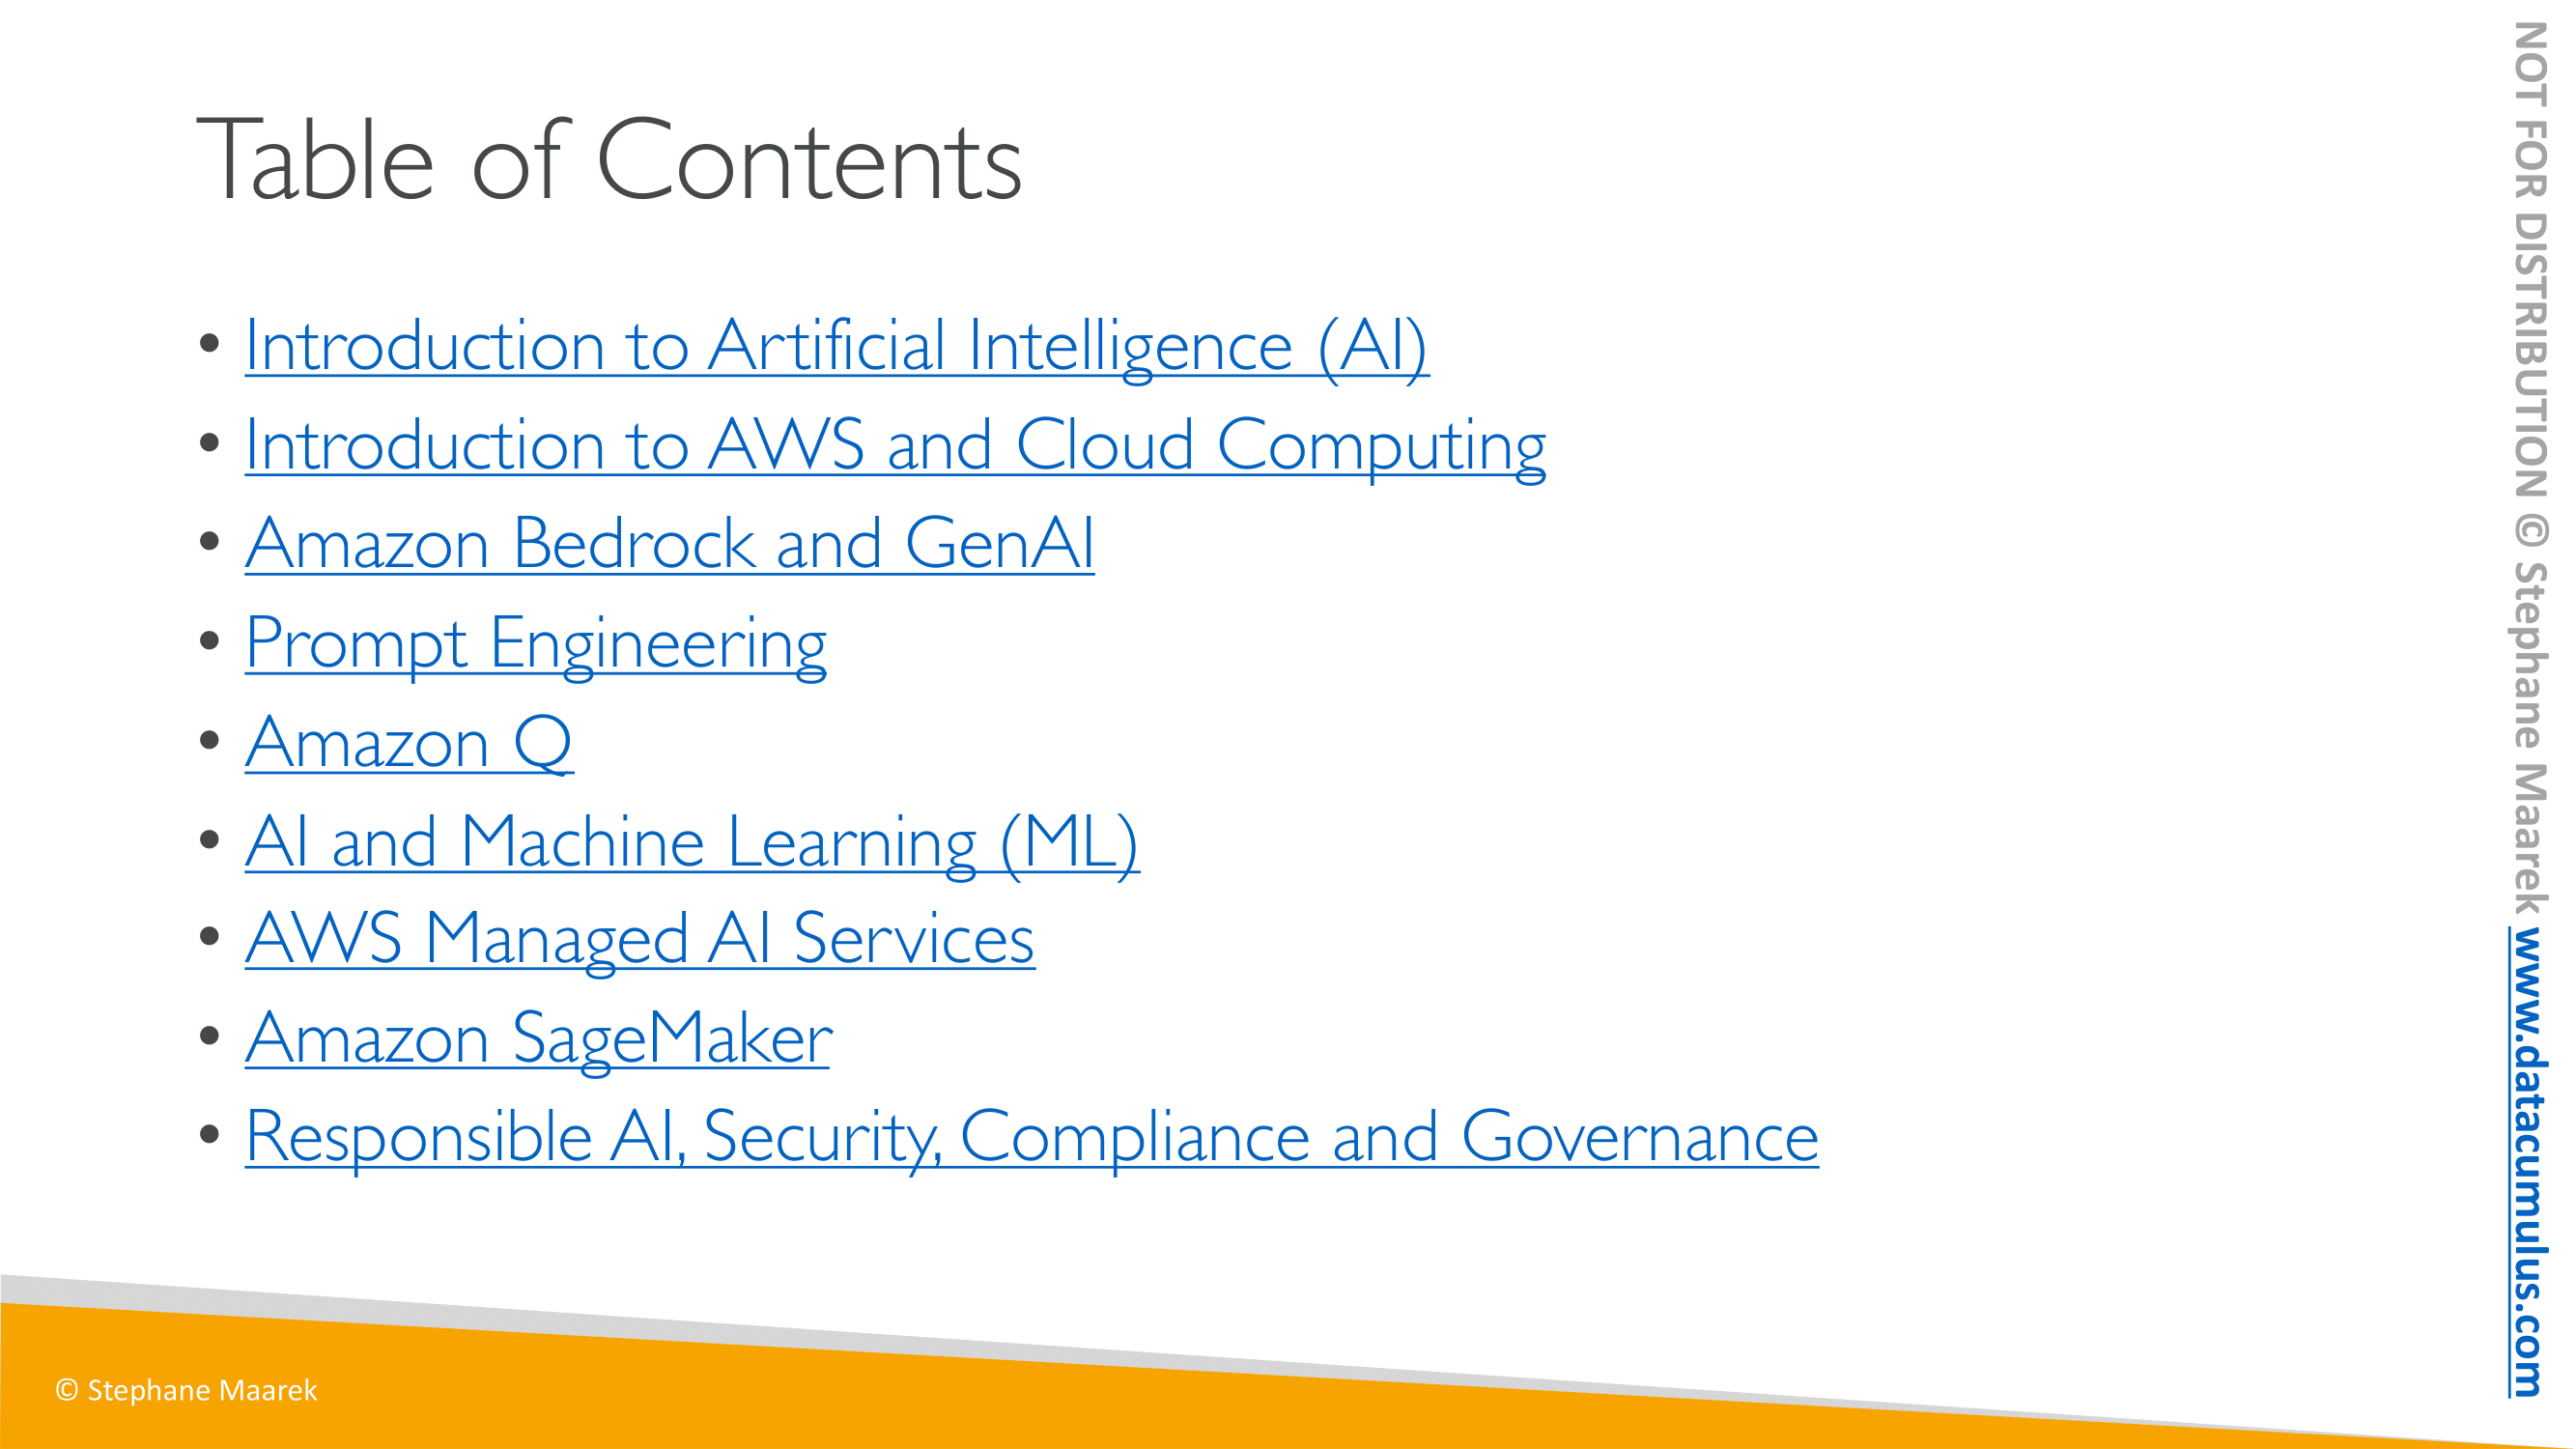 Table of Contents
• Introduction to Artificial Intelligence (AI)
• Introduction to AWS and Cloud Computing
• Amazon Bedrock and GenAI
• Prompt Engineering
• Amazon Q
• AI and Machine Learning (ML)
• AWS Managed AI Services
• Amazon SageMaker
• Responsible AI, Security, Compliance and Governance
© Stephane Maarek
NOT FOR DISTRIBUTION © Stephane Maarek www.datacumulus.com